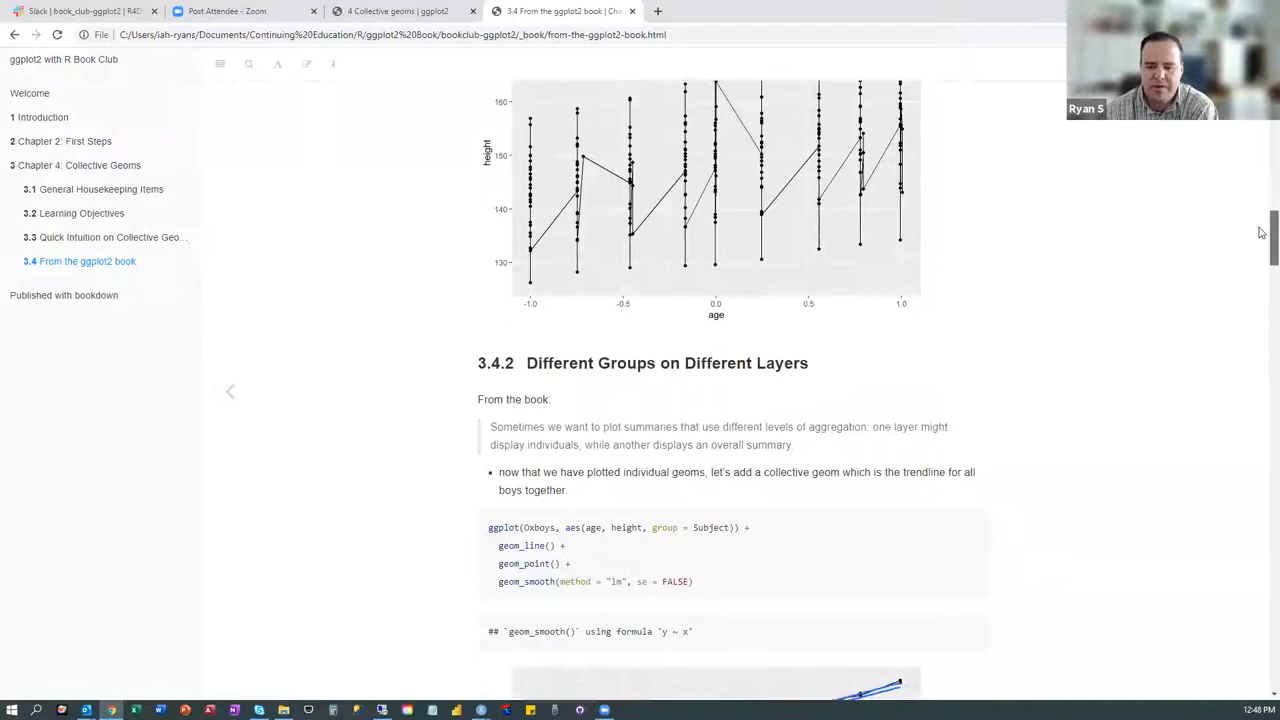 Slack | book_club-ggplot2 | R4D
Post Attendee - Zoom
4 Collective geoms | ggplot2
3.4 From the ggplot2 book | Ch
File | C:/Users/iah-ryans/Documents/Continuing%20Education/R/ggplot2%20Book/bookclub-ggplot2/_book/from-the-ggplot2-book.html
ggplot2 with R Book Club
Welcome
1 Introduction
2 Chapter 2: First Steps
3 Chapter 4: Collective Geoms
3.1 General Housekeeping Items
3.2 Learning Objectives
3.3 Quick Intuition on Collective Geo...
3.4 From the ggplot2 book
Published with bookdown
Ryan S
160
150
140
130
height
-1.0 -0.5 0.0 0.5 1.0
age
3.4.2 Different Groups on Different Layers
From the book:
Sometimes we want to plot summaries that use different levels of aggregation: one layer might
display individuals, while another displays an overall summary.
• now that we have plotted individual geoms, let's add a collective geom which is the trendline for all
boys together.
ggplot(Oxboys, aes(age, height, group = Subject)) +
geom_line() +
geom_point() +
geom_smooth(method = "lm", se = FALSE)
## `geom_smooth()` using formula 'y ~ x'
12:48 PM